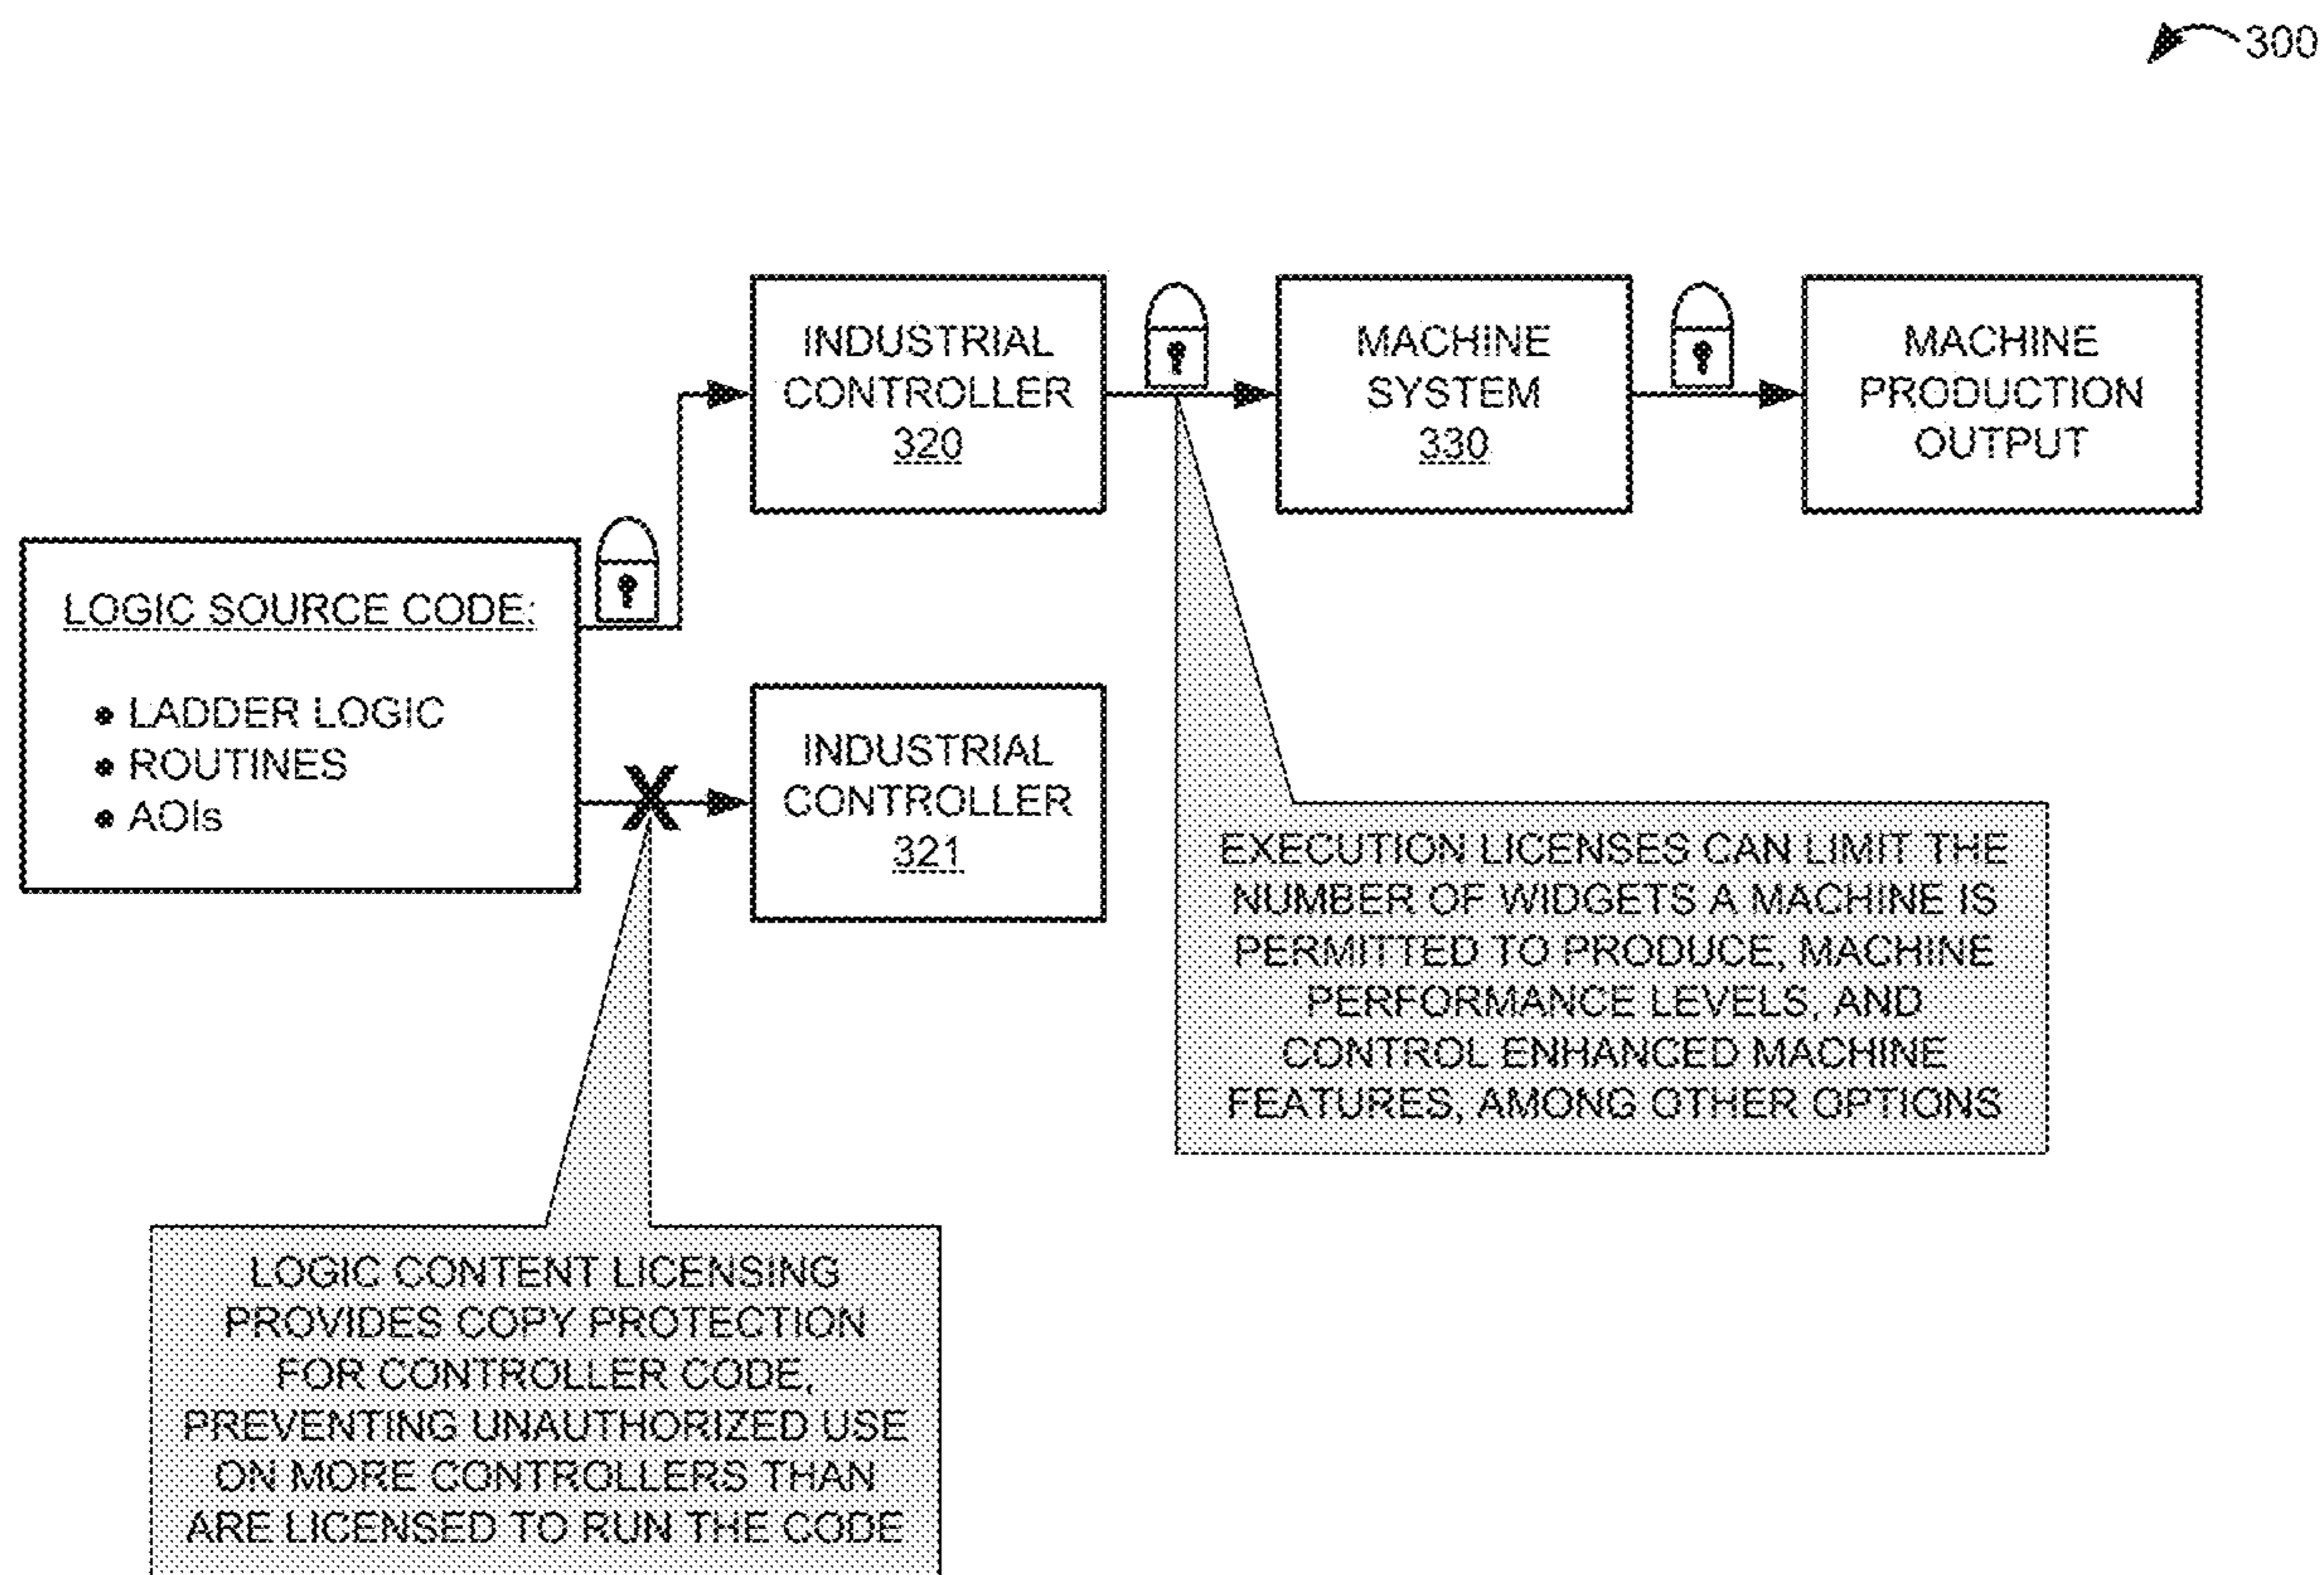 300
INDUSTRIAL
CONTROLLER
320
MACHINE
SYSTEM
330
MACHINE
PRODUCTION
OUTPUT
LOGIC SOURCE CODE:
• LADDER LOGIC
• ROUTINES
• AOIs
X
INDUSTRIAL
CONTROLLER
321
EXECUTION LICENSES CAN LIMIT THE
NUMBER OF WIDGETS A MACHINE IS
PERMITTED TO PRODUCE, MACHINE
PERFORMANCE LEVELS, AND
CONTROL ENHANCED MACHINE
FEATURES, AMONG OTHER OPTIONS
LOGIC CONTENT LICENSING
PROVIDES COPY PROTECTION
FOR CONTROLLER CODE,
PREVENTING UNAUTHORIZED USE
ON MORE CONTROLLERS THAN
ARE LICENSED TO RUN THE CODE